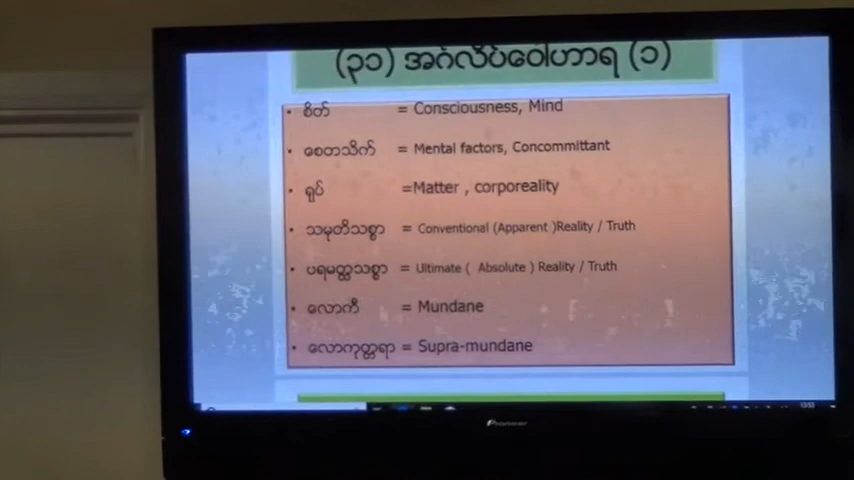 (၃၁) အင်္ဂလိပ်ဝေါဟာရ (၁)
• စိတ် = Consciousness, Mind
• စေတသိက် = Mental factors, Concommittant
• ရုပ် =Matter , corporeality
• သမုတိသစ္စာ = Conventional (Apparent )Reality / Truth
• ပရမတ္ထသစ္စာ = Ultimate ( Absolute ) Reality / Truth
• လောကီ = Mundane
• လောကုတ္တရာ = Supra-mundane
13:53
Pioneer